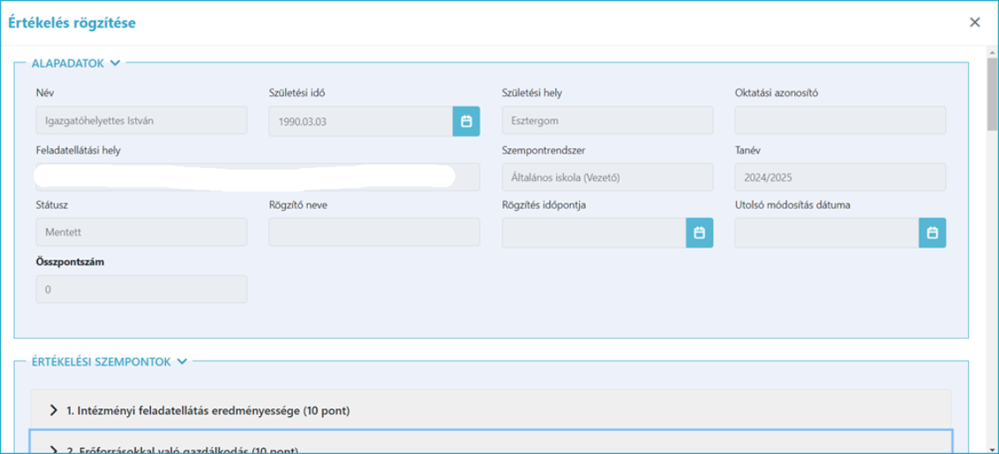 Értékelés rögzítése
ALAPADATOK
Név Születési idő Születési hely Oktatási azonosító
Igazgatóhelyettes István 1990.03.03 Esztergom
Feladatellátási hely Szempontrendszer Tanév
Általános iskola (Vezető) 2024/2025
Státusz Rögzítő neve Rögzítés időpontja Utolsó módosítás dátuma
Mentett
Összpontszám
0
ÉRTÉKELÉSI SZEMPONTOK
1. Intézményi feladatellátás eredményessége (10 pont)
2. Erőforrásokkal való gazdálkodás (10 pont)